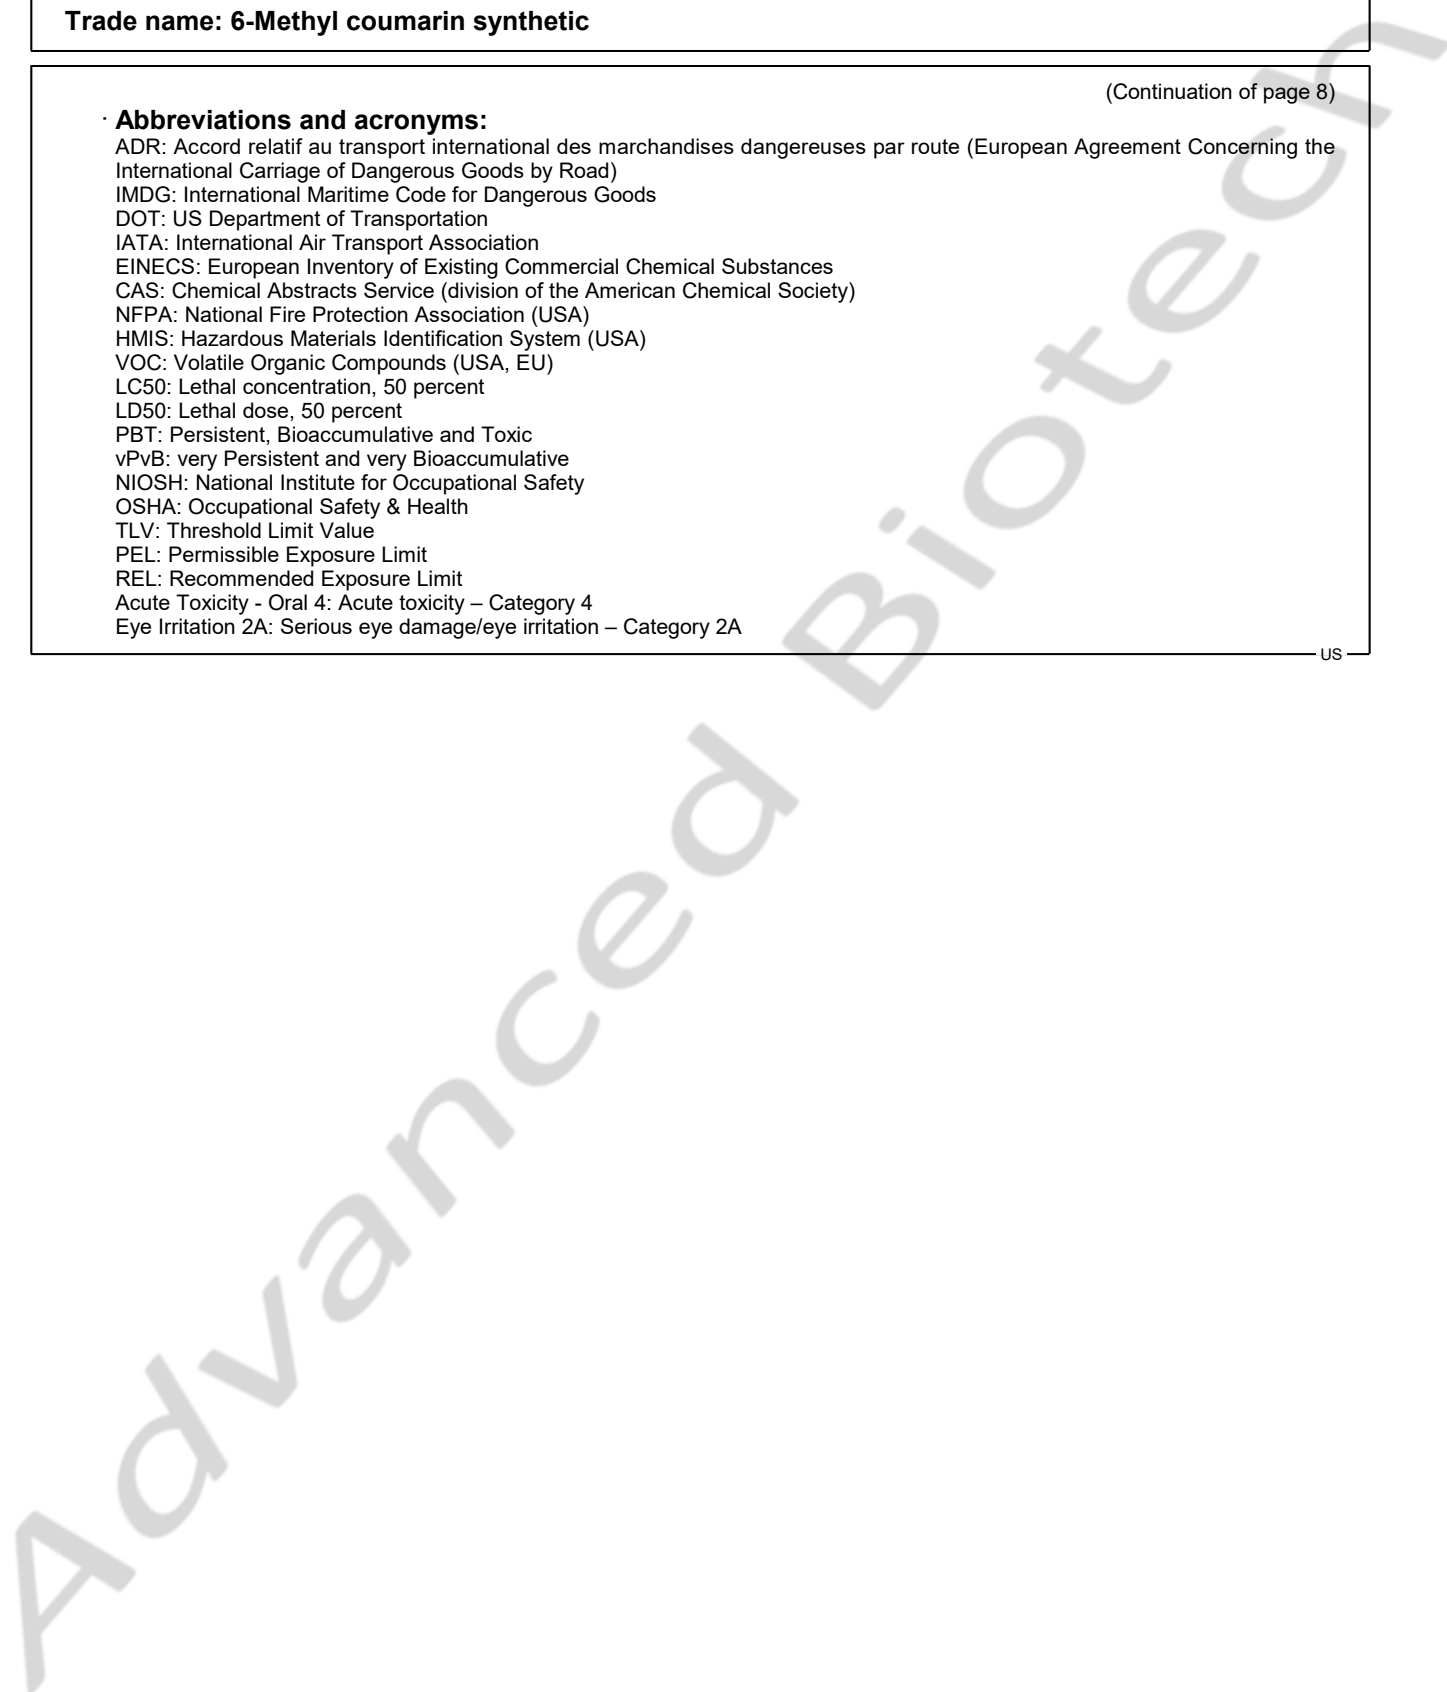 Trade name: 6-Methyl coumarin synthetic
(Continuation of page 8)
· Abbreviations and acronyms:
ADR: Accord relatif au transport international des marchandises dangereuses par route (European Agreement Concerning the
International Carriage of Dangerous Goods by Road)
IMDG: International Maritime Code for Dangerous Goods
DOT: US Department of Transportation
IATA: International Air Transport Association
EINECS: European Inventory of Existing Commercial Chemical Substances
CAS: Chemical Abstracts Service (division of the American Chemical Society)
NFPA: National Fire Protection Association (USA)
HMIS: Hazardous Materials Identification System (USA)
VOC: Volatile Organic Compounds (USA, EU)
LC50: Lethal concentration, 50 percent
LD50: Lethal dose, 50 percent
PBT: Persistent, Bioaccumulative and Toxic
vPvB: very Persistent and very Bioaccumulative
NIOSH: National Institute for Occupational Safety
OSHA: Occupational Safety & Health
TLV: Threshold Limit Value
PEL: Permissible Exposure Limit
REL: Recommended Exposure Limit
Acute Toxicity - Oral 4: Acute toxicity – Category 4
Eye Irritation 2A: Serious eye damage/eye irritation – Category 2A
US
Advanced Biotech